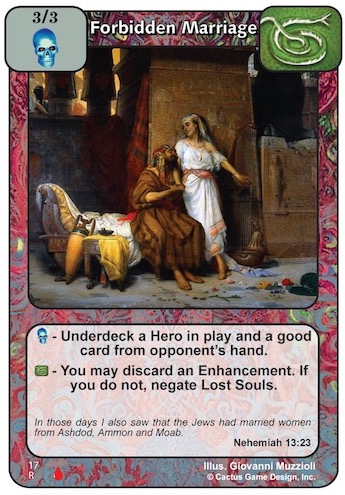 3/3
Forbidden Marriage
- Underdeck a Hero in play and a good
card from opponent's hand.
- You may discard an Enhancement. If
you do not, negate Lost Souls.
In those days I also saw that the Jews had married women
from Ashdod, Ammon and Moab.
Nehemiah 13:23
17
R
Illus. Giovanni Muzzioli
© Cactus Game Design, Inc.